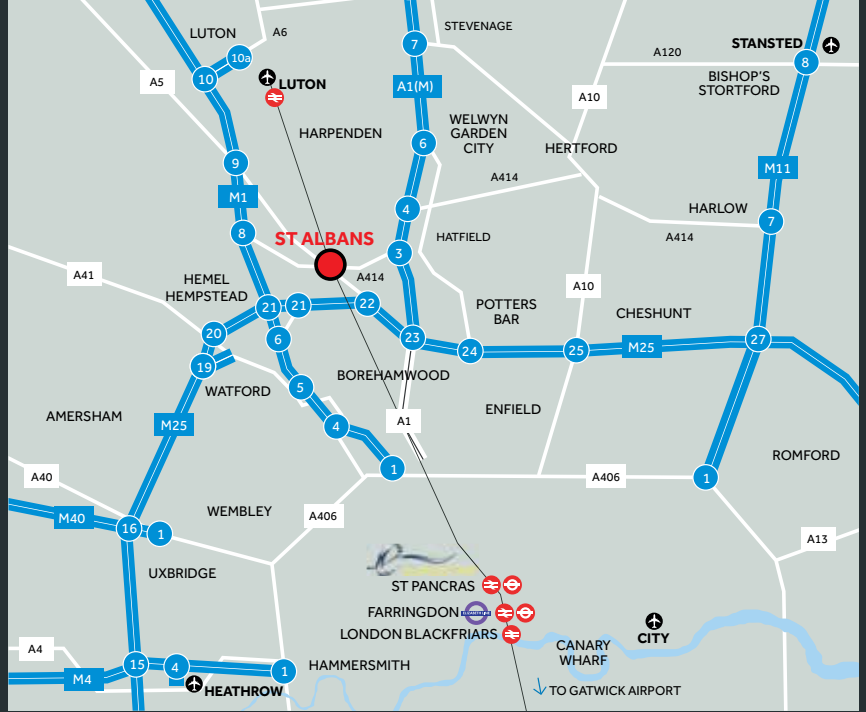 STEVENAGE
LUTON
A6
7
STANSTED
A120
8
10a
10
A5
LUTON
A1(M)
BISHOP'S
STORTFORD
A10
HARPENDEN
WELWYN
GARDEN
CITY
6
HERTFORD
9
M11
A414
M1
4
HARLOW
7
8
ST ALBANS
3
HATFIELD
A414
A41
A414
HEMEL
HEMPSTEAD
A10
21
21
22
POTTERS
BAR
CHESHUNT
20
6
23
24
25
M25
27
19
BOREHAMWOOD
WATFORD
5
AMERSHAM
M25
4
A1
ENFIELD
1
ROMFORD
A40
A406
1
WEMBLEY
A406
M40
16
1
A13
UXBRIDGE
ST PANCRAS
FARRINGDON
LONDON BLACKFRIARS
CITY
A4
CANARY
WHARF
15
4
1
HAMMERSMITH
M4
HEATHROW
TO GATWICK AIRPORT